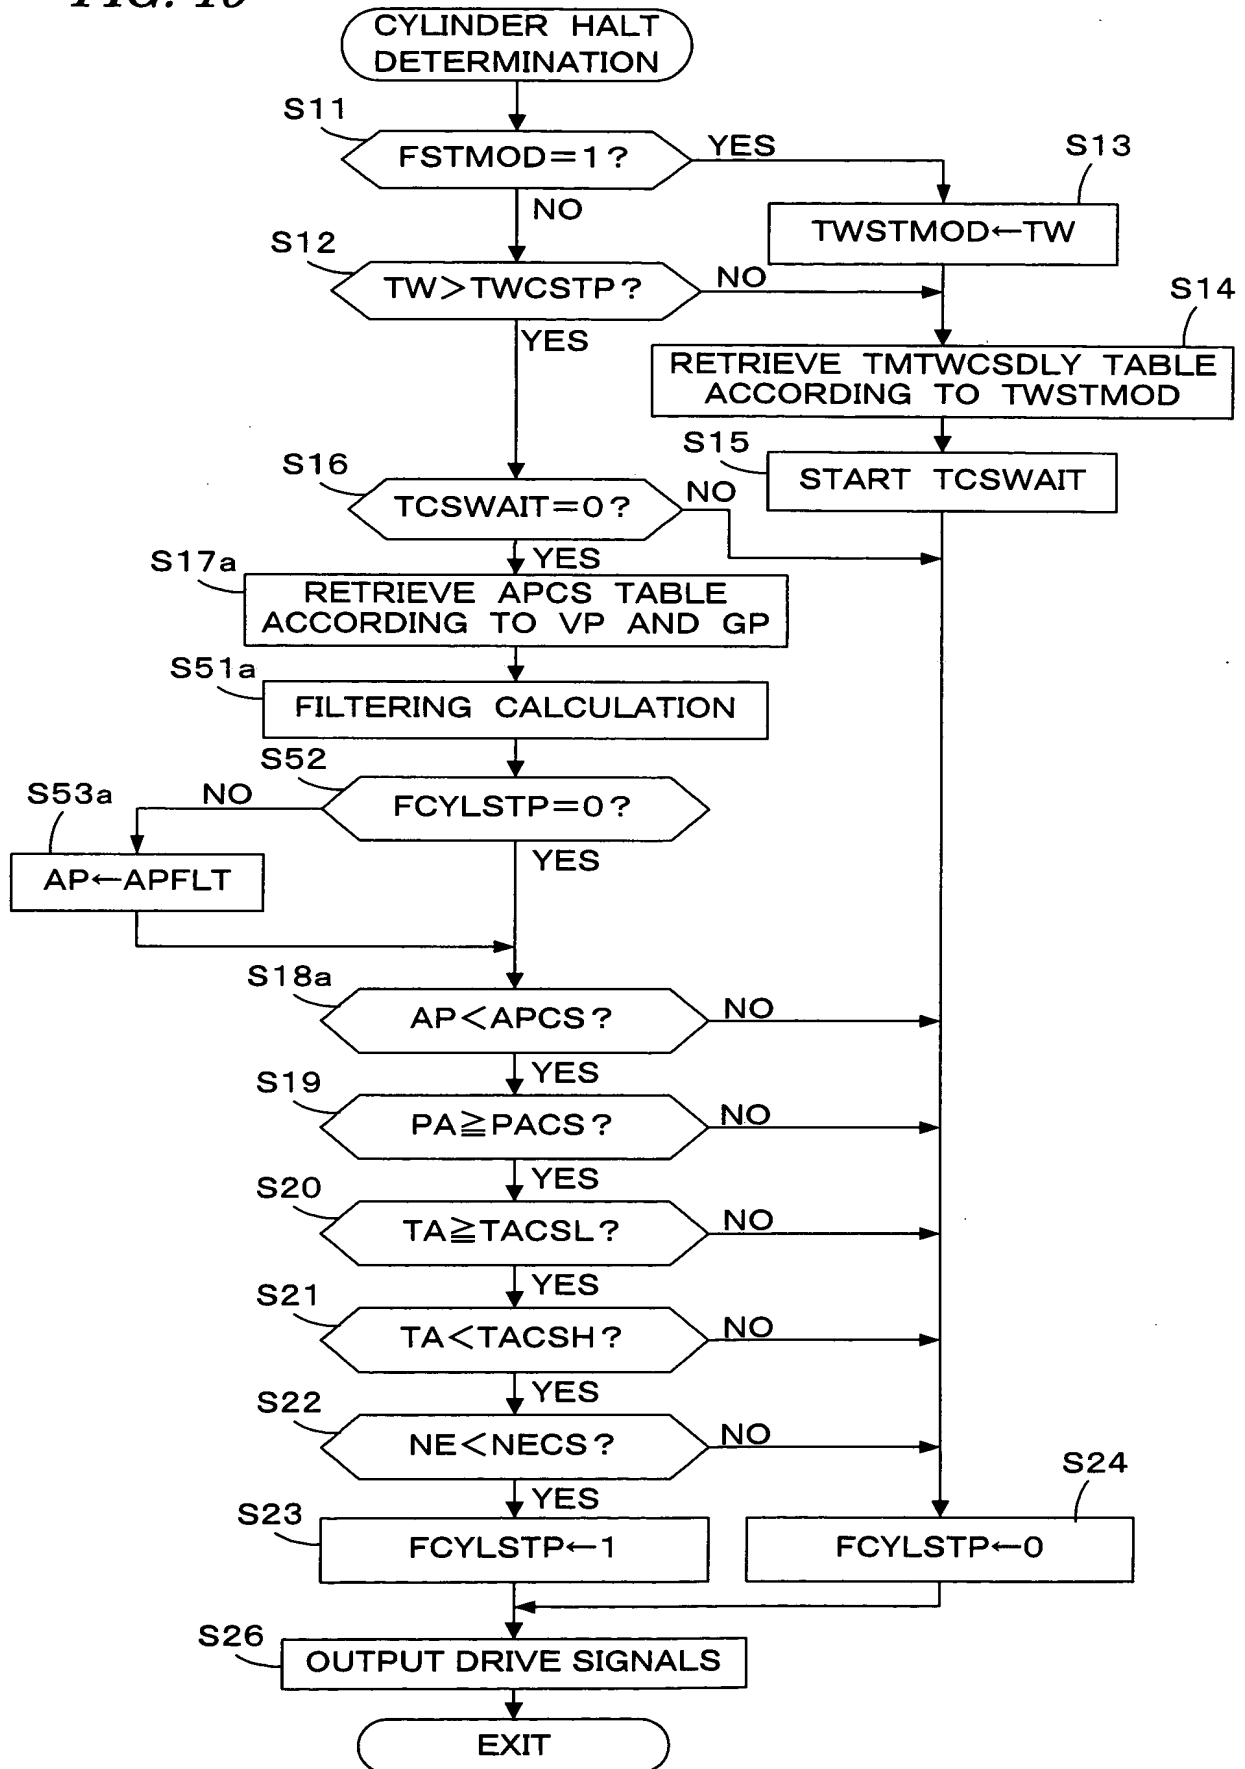 CYLINDER HALT
DETERMINATION
S11
FSTMOD=1?
YES
NO
S13
TWSTMOD←TW
S12
TW>TWCSTP?
NO
YES
S14
RETRIEVE TMTWCSDLY TABLE
ACCORDING TO TWSTMOD
S15
START TCSWAIT
S16
TCSWAIT=0?
NO
YES
S17a
RETRIEVE APCS TABLE
ACCORDING TO VP AND GP
S51a
FILTERING CALCULATION
S52
FCYLSTP=0?
NO
YES
S53a
AP←APFLT
S18a
AP<APCS?
NO
YES
S19
PA≧PACS?
NO
YES
S20
TA≧TACSL?
NO
YES
S21
TA<TACSH?
NO
YES
S22
NE<NECS?
NO
YES
S23
FCYLSTP←1
S24
FCYLSTP←0
S26
OUTPUT DRIVE SIGNALS
EXIT